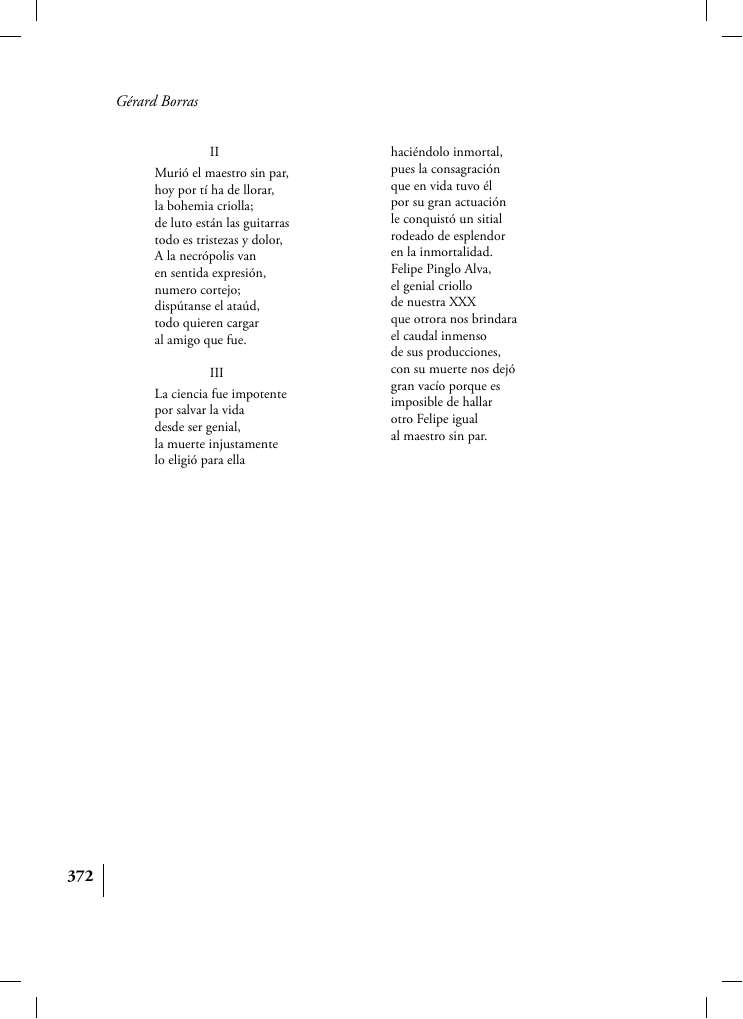 Gérard Borras
II
Murió el maestro sin par,
hoy por tí ha de llorar,
la bohemia criolla;
de luto están las guitarras
todo es tristezas y dolor,
A la necrópolis van
en sentida expresión,
numero cortejo;
dispútanse el ataúd,
todo quieren cargar
al amigo que fue.
III
La ciencia fue impotente
por salvar la vida
desde ser genial,
la muerte injustamente
lo eligió para ella
haciéndolo inmortal,
pues la consagración
que en vida tuvo él
por su gran actuación
le conquistó un sitial
rodeado de esplendor
en la inmortalidad.
Felipe Pinglo Alva,
el genial criollo
de nuestra XXX
que otrora nos brindara
el caudal inmenso
de sus producciones,
con su muerte nos dejó
gran vacío porque es
imposible de hallar
otro Felipe igual
al maestro sin par.
372